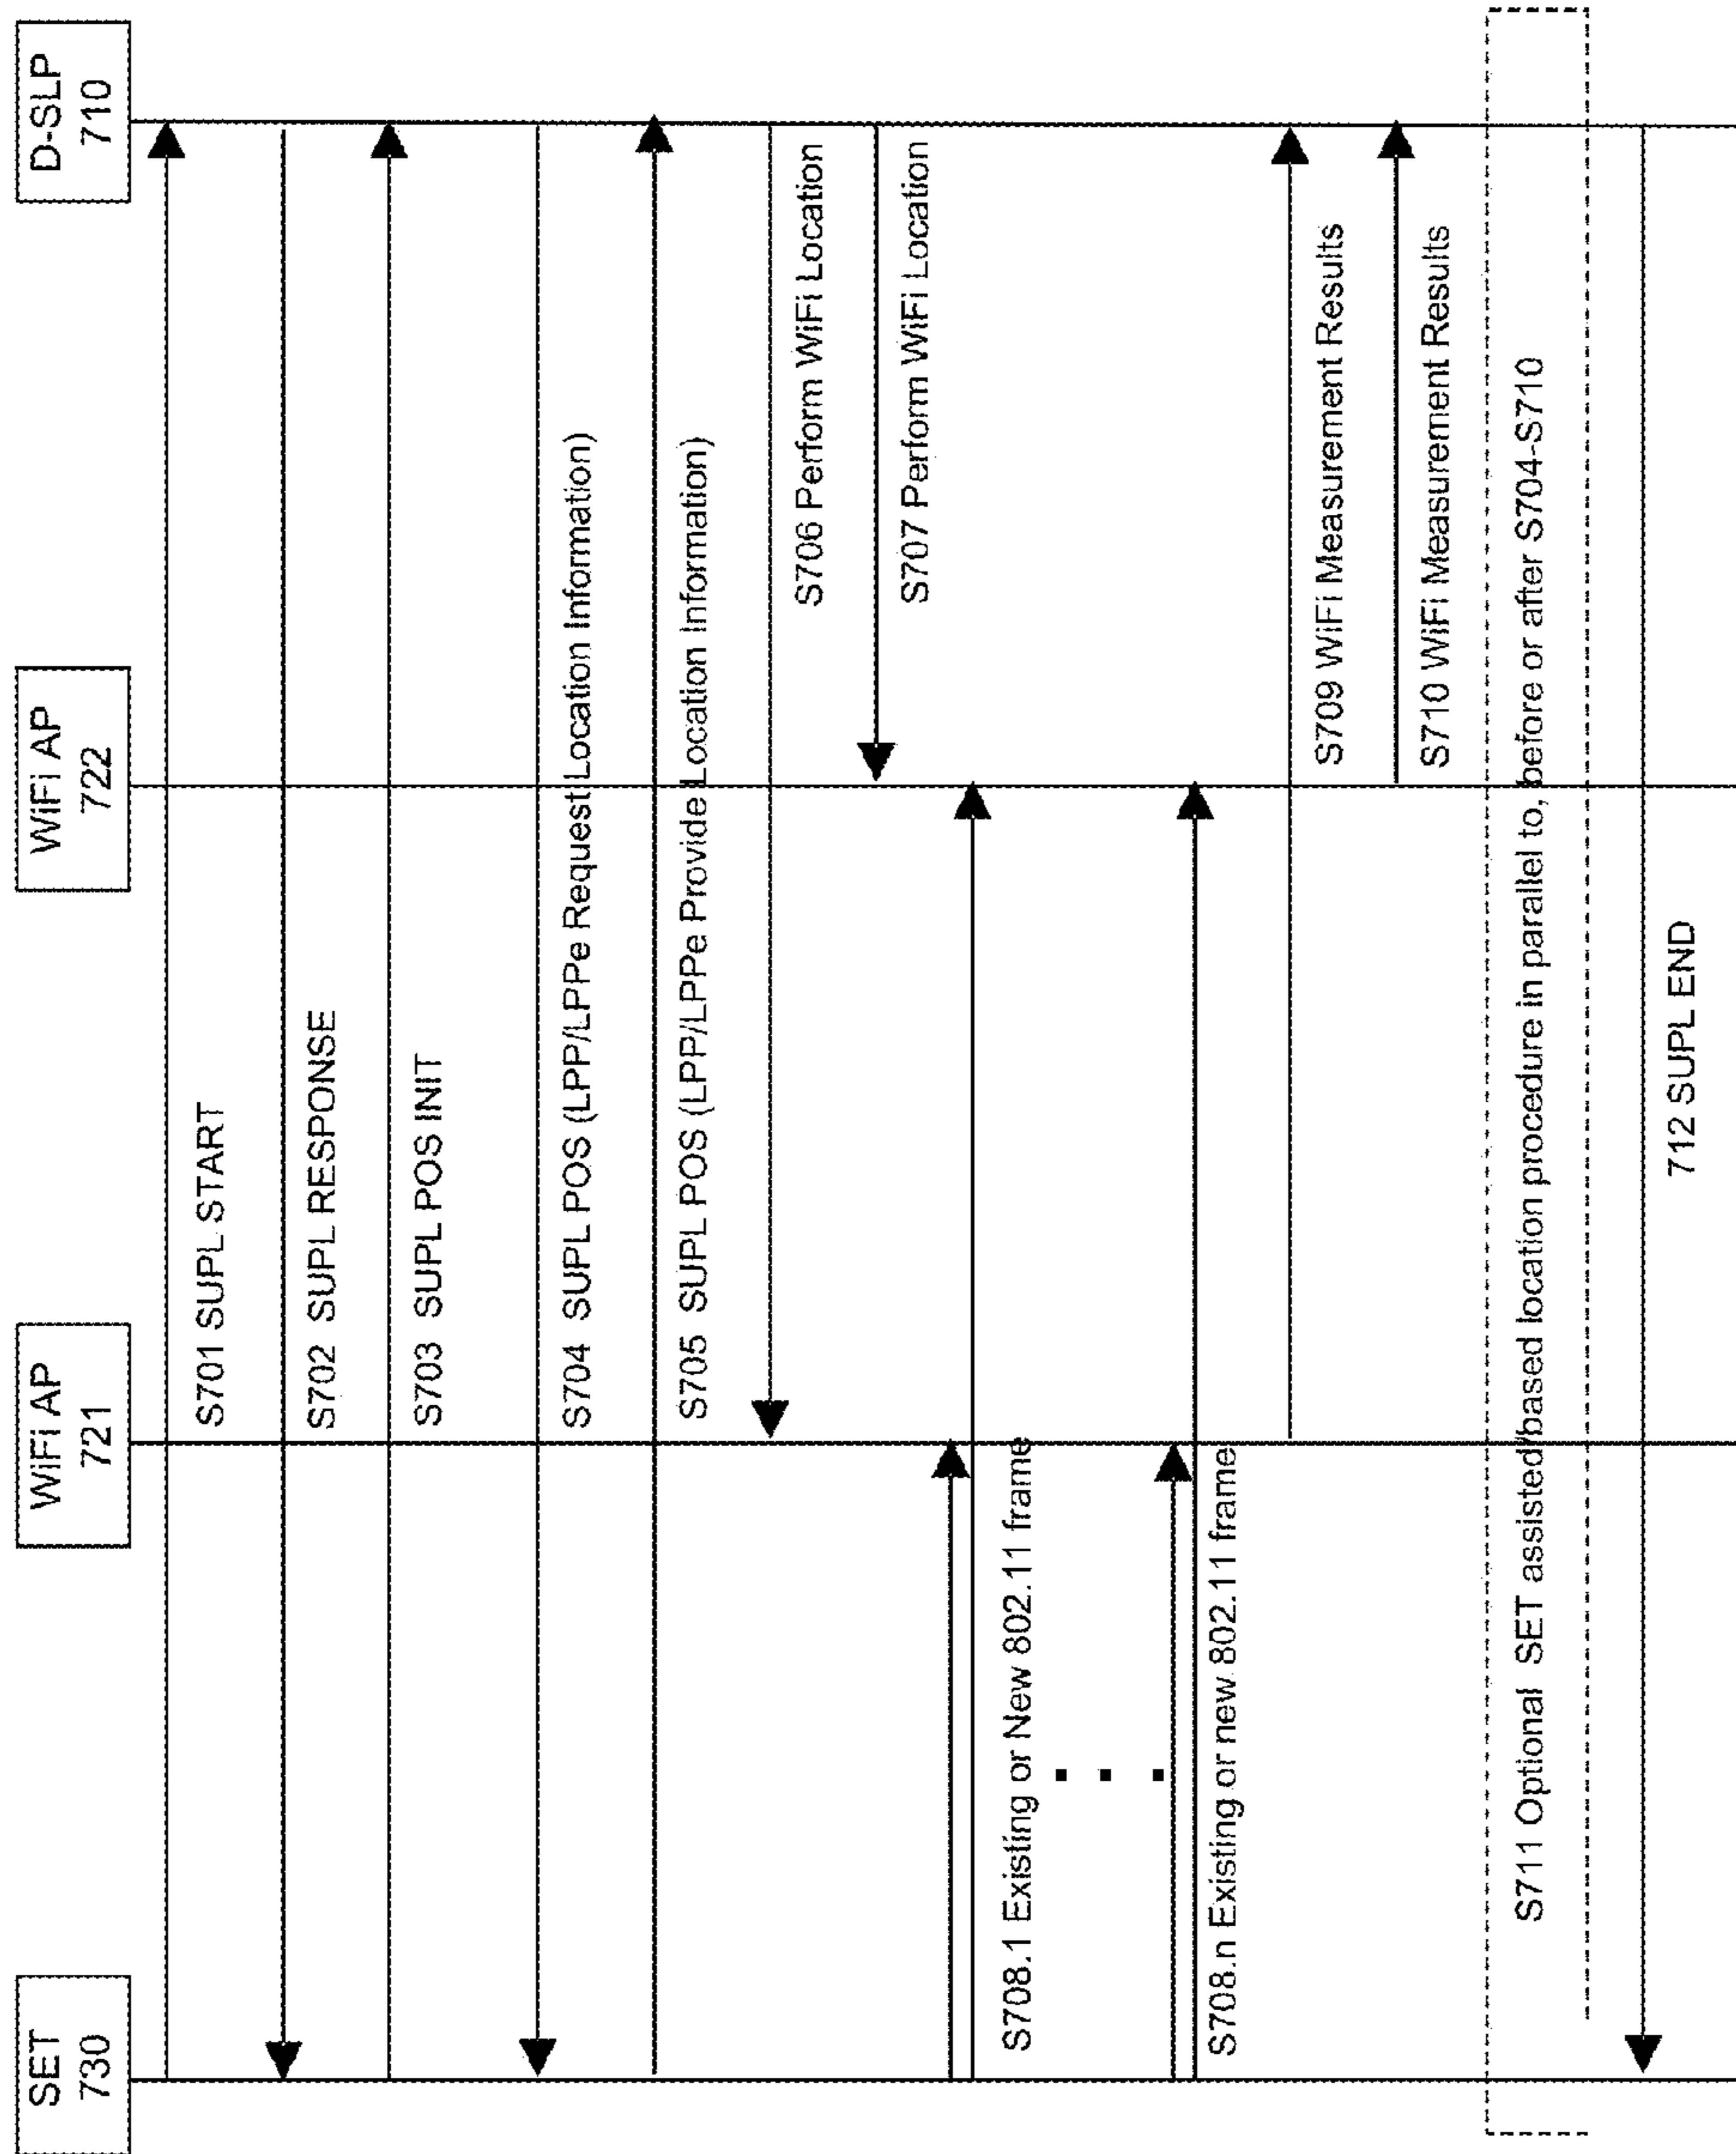 SET
730
WiFi AP
721
WiFi AP
722
D-SLP
710
S701 SUPL START
S702 SUPL RESPONSE
S703 SUPL POS INIT
S704 SUPL POS (LPP/LPPe Request Location Information)
S705 SUPL POS (LPP/LPPe Provide Location Information)
S706 Perform WiFi Location
S707 Perform WiFi Location
S708.1 Existing or New 802.11 frame
. . .
S708.n Existing or new 802.11 frame
S709 WiFi Measurement Results
S710 WiFi Measurement Results
S711 Optional SET assisted/based location procedure in parallel to, before or after S704-S710
712 SUPL END